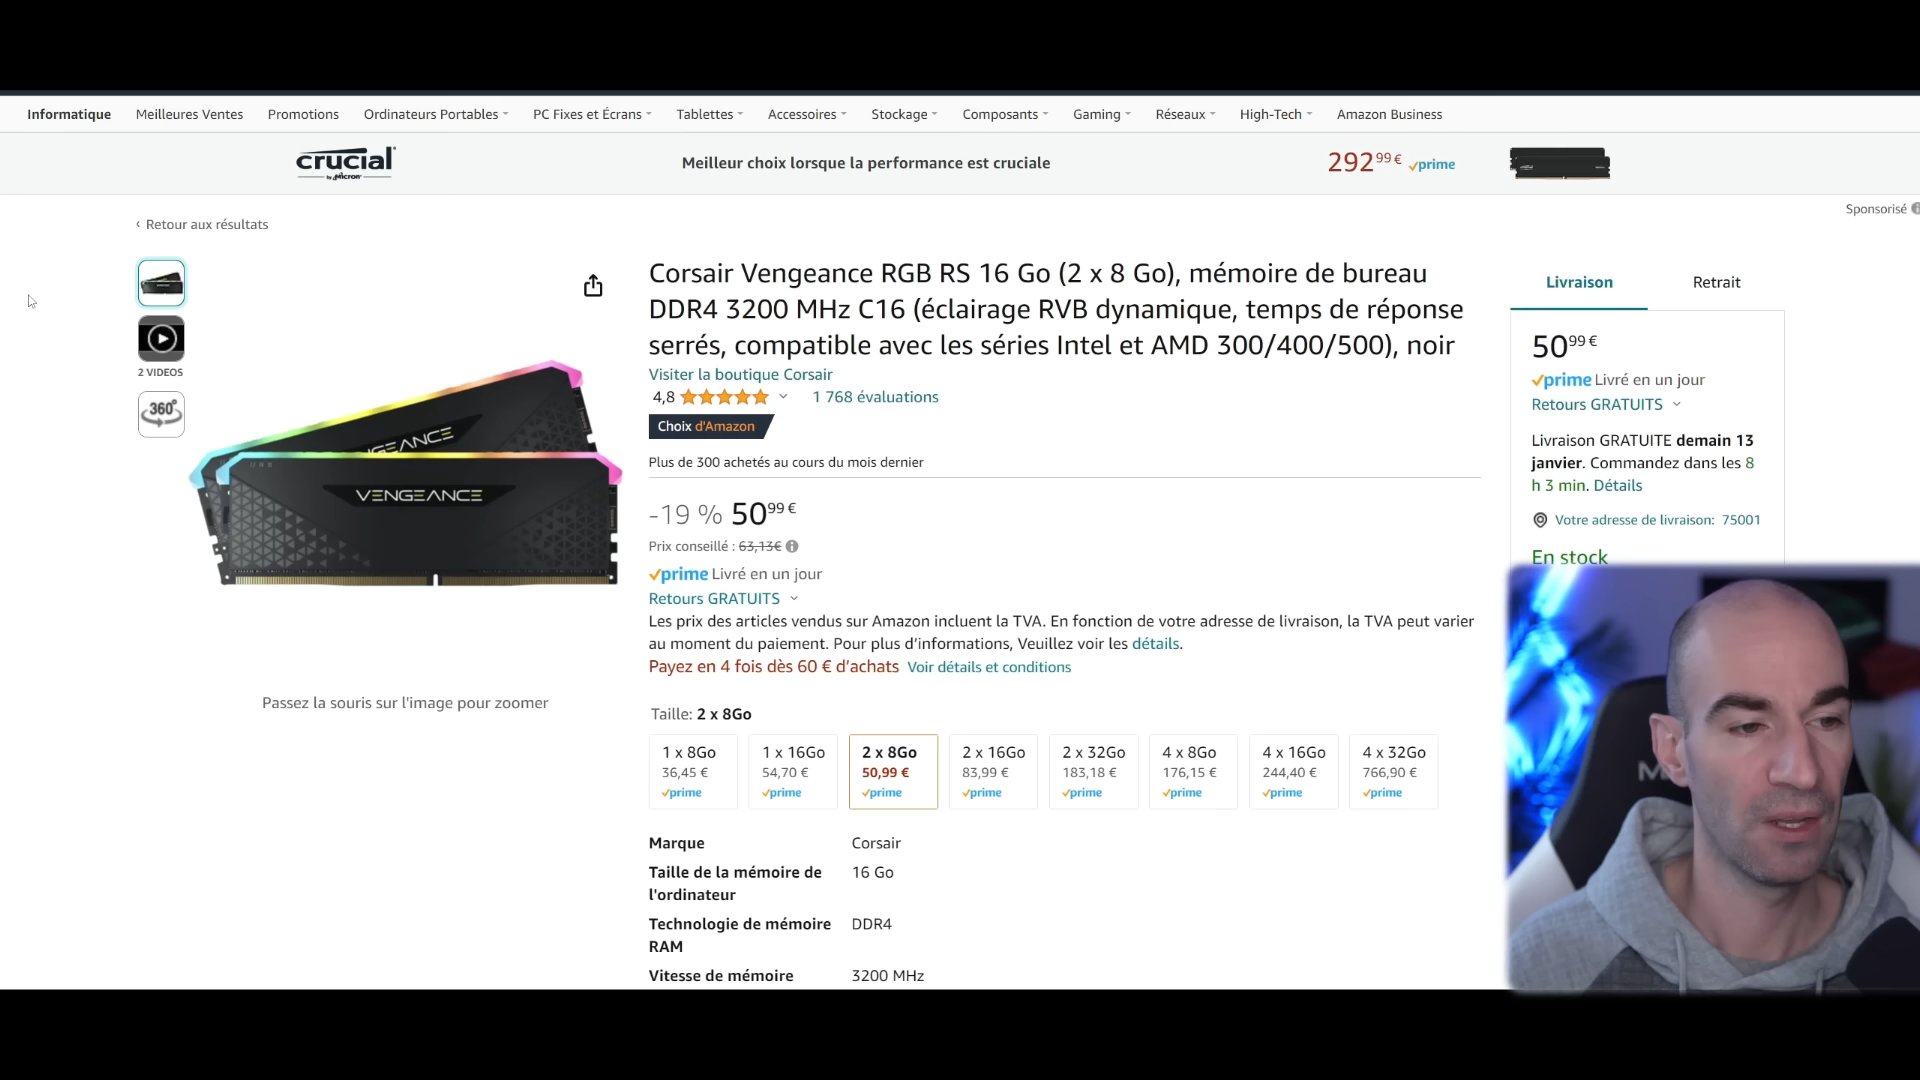 Informatique Meilleures Ventes Promotions Ordinateurs Portables PC Fixes et Écrans Tablettes Accessoires Stockage Composants Gaming Réseaux High-Tech Amazon Business
crucial
by Micron
Meilleur choix lorsque la performance est cruciale
292 99 € prime
Sponsorisé
‹ Retour aux résultats
2 VIDEOS
360°
VENGEANCE
VENGEANCE
Passez la souris sur l'image pour zoomer
Corsair Vengeance RGB RS 16 Go (2 x 8 Go), mémoire de bureau
DDR4 3200 MHz C16 (éclairage RVB dynamique, temps de réponse
serrés, compatible avec les séries Intel et AMD 300/400/500), noir
Visiter la boutique Corsair
4,8 1 768 évaluations
Choix d'Amazon
Plus de 300 achetés au cours du mois dernier
-19 % 50 99 €
Prix conseillé : 63,13€
prime Livré en un jour
Retours GRATUITS
Les prix des articles vendus sur Amazon incluent la TVA. En fonction de votre adresse de livraison, la TVA peut varier
au moment du paiement. Pour plus d’informations, Veuillez voir les détails.
Payez en 4 fois dès 60 € d’achats Voir détails et conditions
Taille: 2 x 8Go
1 x 8Go 1 x 16Go 2 x 8Go 2 x 16Go 2 x 32Go 4 x 8Go 4 x 16Go 4 x 32Go
36,45 € 54,70 € 50,99 € 83,99 € 183,18 € 176,15 € 244,40 € 766,90 €
prime prime prime prime prime prime prime prime
Marque Corsair
Taille de la mémoire de 16 Go
l'ordinateur
Technologie de mémoire DDR4
RAM
Vitesse de mémoire 3200 MHz
Livraison Retrait
50 99 €
prime Livré en un jour
Retours GRATUITS
Livraison GRATUITE demain 13
janvier. Commandez dans les 8
h 3 min. Détails
Votre adresse de livraison: 75001
En stock